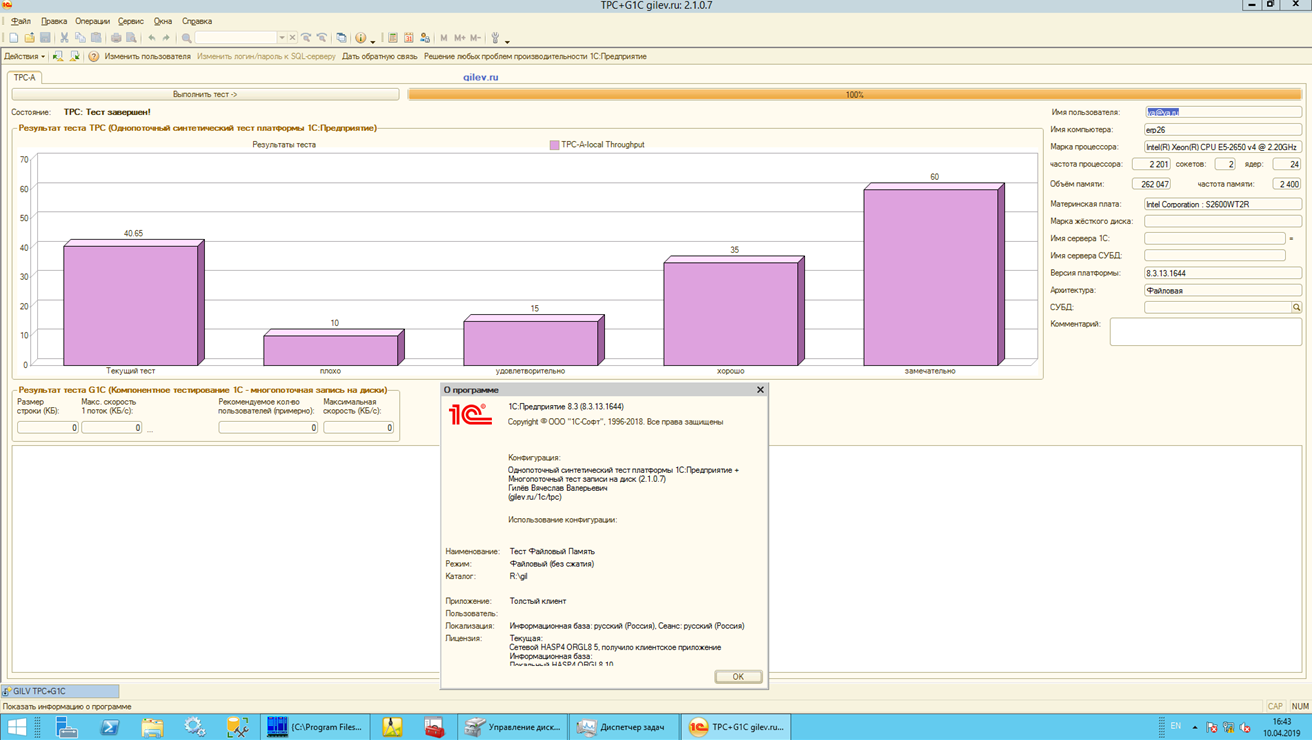 TPC+G1C gilev.ru: 2.1.0.7
Файл Правка Операции Сервис Окна Справка
M M+ M-
Действия Изменить пользователя Изменить логин/пароль к SQL-серверу Дать обратную связь Решение любых проблем производительности 1С:Предприятие
TPC-A
gilev.ru
Выполнить тест ->
100%
Состояние: TPC: Тест завершен!
Результат теста TPC (Однопоточный синтетический тест платформы 1С:Предприятие)
Результаты теста
TPC-A-local Throughput
70
60
50
40
30
20
10
0
40.65
10
15
35
60
Текущий тест
плохо
удовлетворительно
хорошо
замечательно
Имя пользователя:
Имя компьютера: erp26
Марка процессора: Intel(R) Xeon(R) CPU E5-2650 v4 @ 2.20GHz
частота процессора: 2 201 сокетов: 2 ядер: 24
Объём памяти: 262 047 частота памяти: 2 400
Материнская плата: Intel Corporation : S2600WT2R
Марка жёсткого диска:
Имя сервера 1С: =
Имя сервера СУБД:
Версия платформы: 8.3.13.1644
Архитектура: Файловая
СУБД:
Комментарий:
Результат теста G1C (Компонентное тестирование 1С - многопоточная запись на диски)
Размер строки (КБ): 0
Макс. скорость 1 поток (КБ/с): 0 ...
Рекомендуемое кол-во пользователей (примерно): 0
Максимальная скорость (КБ/с): 0
О программе
1С:Предприятие 8.3 (8.3.13.1644)
Copyright © ООО "1С-Софт", 1996-2018. Все права защищены
Конфигурация:
Однопоточный синтетический тест платформы 1С:Предприятие +
Многопоточный тест записи на диск (2.1.0.7)
Гилёв Вячеслав Валерьевич
(gilev.ru/1c/tpc)
Использование конфигурации:
Наименование: Тест Файловый Память
Режим: Файловый (без сжатия)
Каталог: R:\gil
Приложение: Толстый клиент
Пользователь:
Локализация: Информационная база: русский (Россия), Сеанс: русский (Россия)
Лицензия: Текущая:
Сетевой HASP4 ORGL8 5, получило клиентское приложение
Информационная база:
Локальный HASP4 ORGL8 10
OK
GILV TPC+G1C
Показать информацию о программе
CAP NUM
{C:\Program Files...
Управление диск...
Диспетчер задач
TPC+G1C gilev.ru...
EN
16:43
10.04.2019